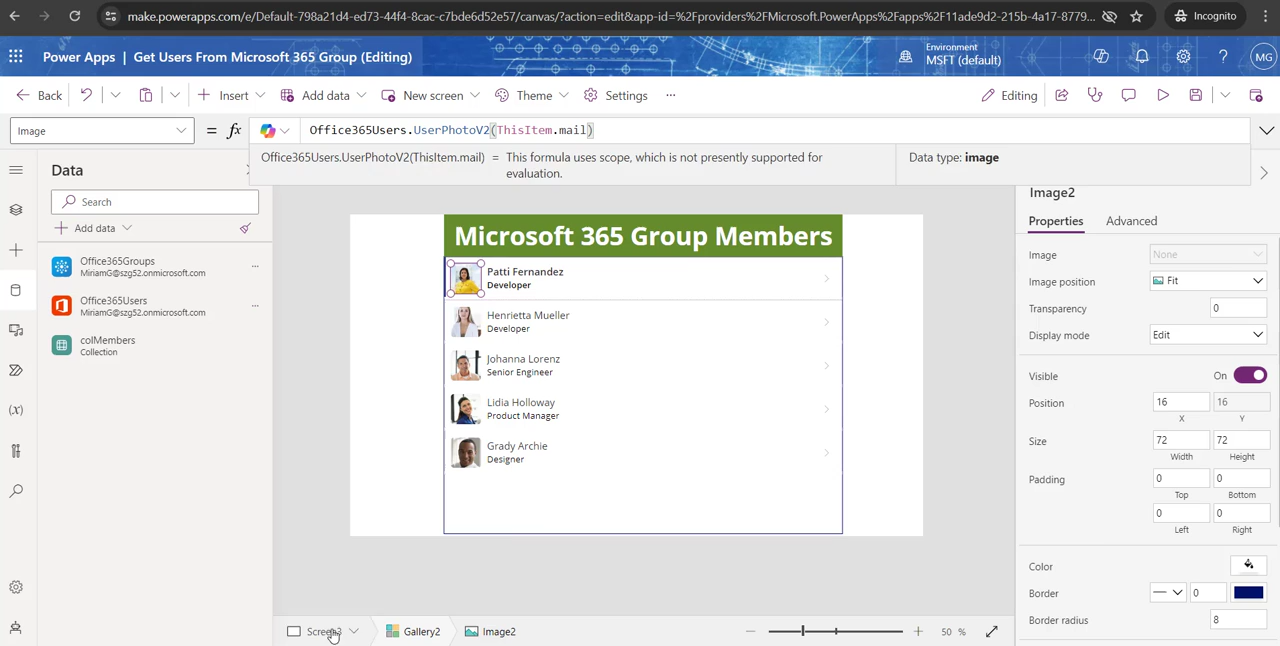 make.powerapps.com/e/Default-798a21d4-ed73-44f4-8cac-c7bde6d52e57/canvas/?action=edit&app-id=%2Fproviders%2FMicrosoft.PowerApps%2Fapps%2F11ade9d2-215b-4a17-8779...
Incognito
Power Apps | Get Users From Microsoft 365 Group (Editing)
Environment
MSFT (default)
?
MG
Back
Insert
Add data
New screen
Theme
Settings
...
Editing
Image
= fx
Office365Users.UserPhotoV2(ThisItem.mail)
Office365Users.UserPhotoV2(ThisItem.mail) = This formula uses scope, which is not presently supported for
evaluation.
Data type: image
Data
Search
Add data
Office365Groups
MiriamG@szg52.onmicrosoft.com
...
Office365Users
MiriamG@szg52.onmicrosoft.com
...
colMembers
Collection
(x)
Microsoft 365 Group Members
Patti Fernandez
Developer
Henrietta Mueller
Developer
Johanna Lorenz
Senior Engineer
Lidia Holloway
Product Manager
Grady Archie
Designer
Screen3
Gallery2
Image2
50 %
Image2
Properties
Advanced
Image
None
Image position
Fit
Transparency
0
Display mode
Edit
Visible
On
Position
16
16
X
Y
Size
72
72
Width
Height
Padding
0
0
Top
Bottom
0
0
Left
Right
Color
Border
0
Border radius
8